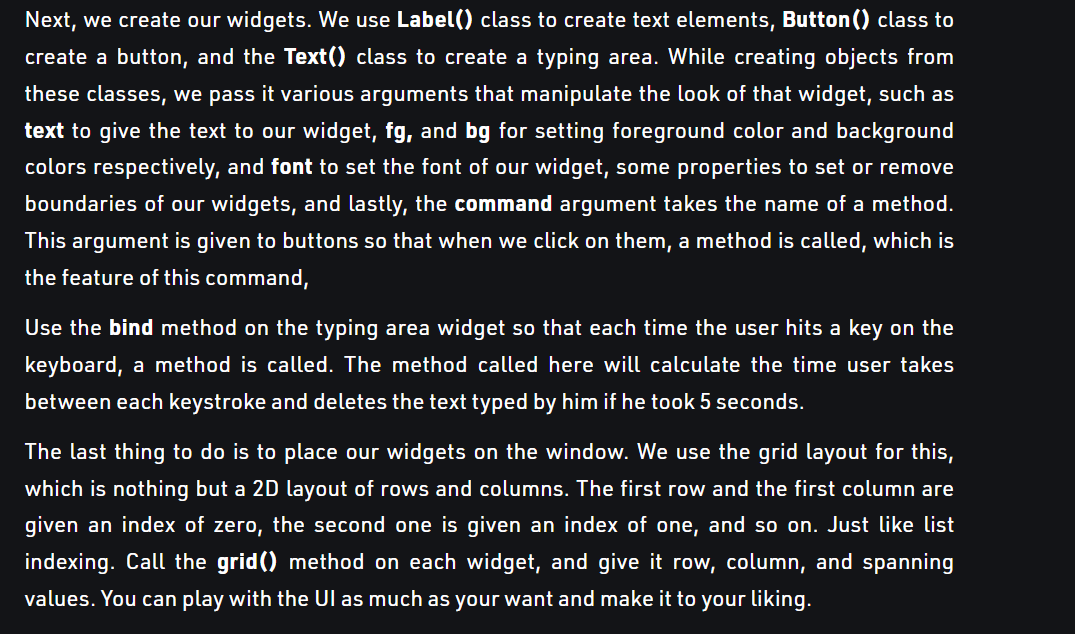 Next, we create our widgets. We use Label() class to create text elements, Button() class to
create a button, and the Text() class to create a typing area. While creating objects from
these classes, we pass it various arguments that manipulate the look of that widget, such as
text to give the text to our widget, fg, and bg for setting foreground color and background
colors respectively, and font to set the font of our widget, some properties to set or remove
boundaries of our widgets, and lastly, the command argument takes the name of a method.
This argument is given to buttons so that when we click on them, a method is called, which is
the feature of this command,
Use the bind method on the typing area widget so that each time the user hits a key on the
keyboard, a method is called. The method called here will calculate the time user takes
between each keystroke and deletes the text typed by him if he took 5 seconds.
The last thing to do is to place our widgets on the window. We use the grid layout for this,
which is nothing but a 2D layout of rows and columns. The first row and the first column are
given an index of zero, the second one is given an index of one, and so on. Just like list
indexing. Call the grid() method on each widget, and give it row, column, and spanning
values. You can play with the UI as much as your want and make it to your liking.